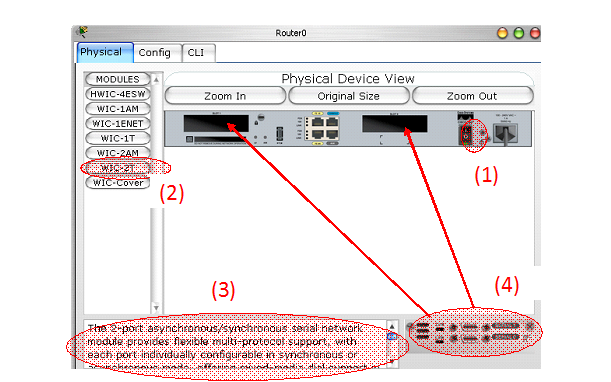 Router0
Physical
Config
CLI
MODULES
HWIC-4ESW
WIC-1AM
WIC-1ENET
WIC-1T
WIC-2AM
WIC-2T
WIC-Cover
Physical Device View
Zoom In
Original Size
Zoom Out
(1)
(2)
(3)
(4)
The 2-port asynchronous/synchronous serial network
module provides flexible multi-protocol support, with
each port individually configurable in synchronous or